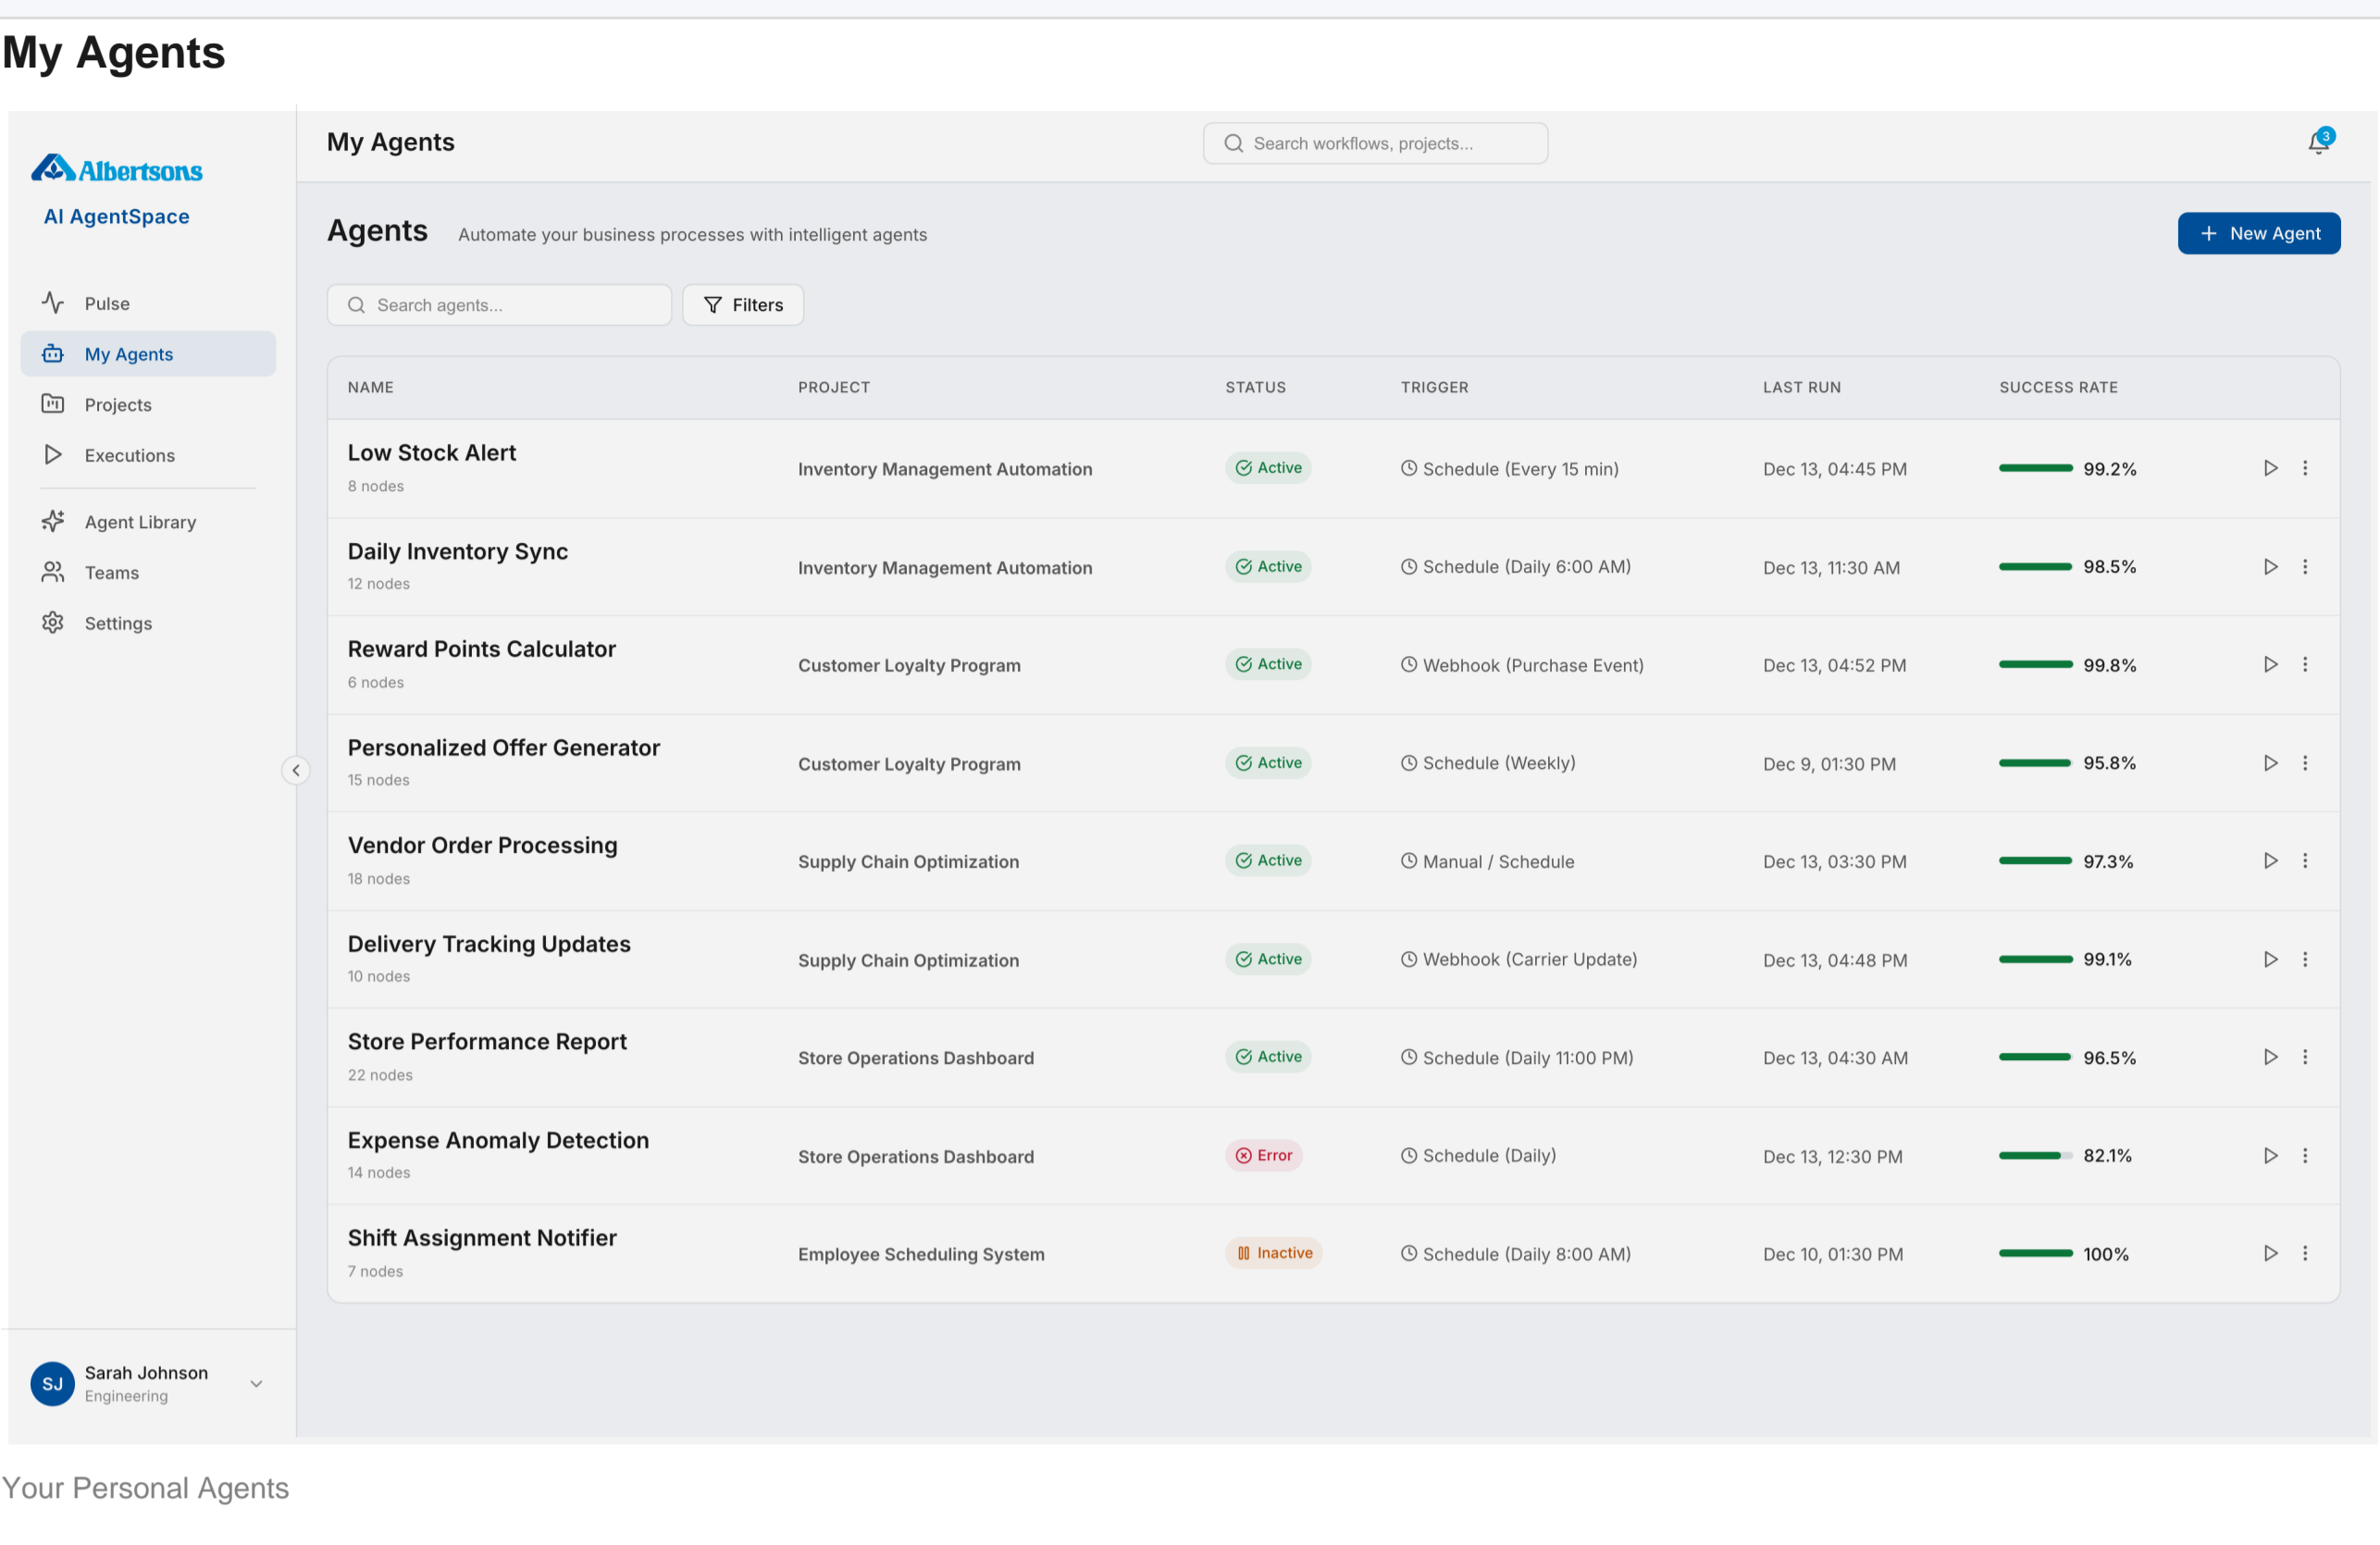 My Agents
Albertsons
AI AgentSpace
Pulse
My Agents
Projects
Executions
Agent Library
Teams
Settings
SJ
Sarah Johnson
Engineering
My Agents
Search workflows, projects...
3
Agents
Automate your business processes with intelligent agents
New Agent
Search agents...
Filters
NAME PROJECT STATUS TRIGGER LAST RUN SUCCESS RATE
Low Stock Alert
8 nodes
Inventory Management Automation Active Schedule (Every 15 min) Dec 13, 04:45 PM 99.2%
Daily Inventory Sync
12 nodes
Inventory Management Automation Active Schedule (Daily 6:00 AM) Dec 13, 11:30 AM 98.5%
Reward Points Calculator
6 nodes
Customer Loyalty Program Active Webhook (Purchase Event) Dec 13, 04:52 PM 99.8%
Personalized Offer Generator
15 nodes
Customer Loyalty Program Active Schedule (Weekly) Dec 9, 01:30 PM 95.8%
Vendor Order Processing
18 nodes
Supply Chain Optimization Active Manual / Schedule Dec 13, 03:30 PM 97.3%
Delivery Tracking Updates
10 nodes
Supply Chain Optimization Active Webhook (Carrier Update) Dec 13, 04:48 PM 99.1%
Store Performance Report
22 nodes
Store Operations Dashboard Active Schedule (Daily 11:00 PM) Dec 13, 04:30 AM 96.5%
Expense Anomaly Detection
14 nodes
Store Operations Dashboard Error Schedule (Daily) Dec 13, 12:30 PM 82.1%
Shift Assignment Notifier
7 nodes
Employee Scheduling System Inactive Schedule (Daily 8:00 AM) Dec 10, 01:30 PM 100%
Your Personal Agents